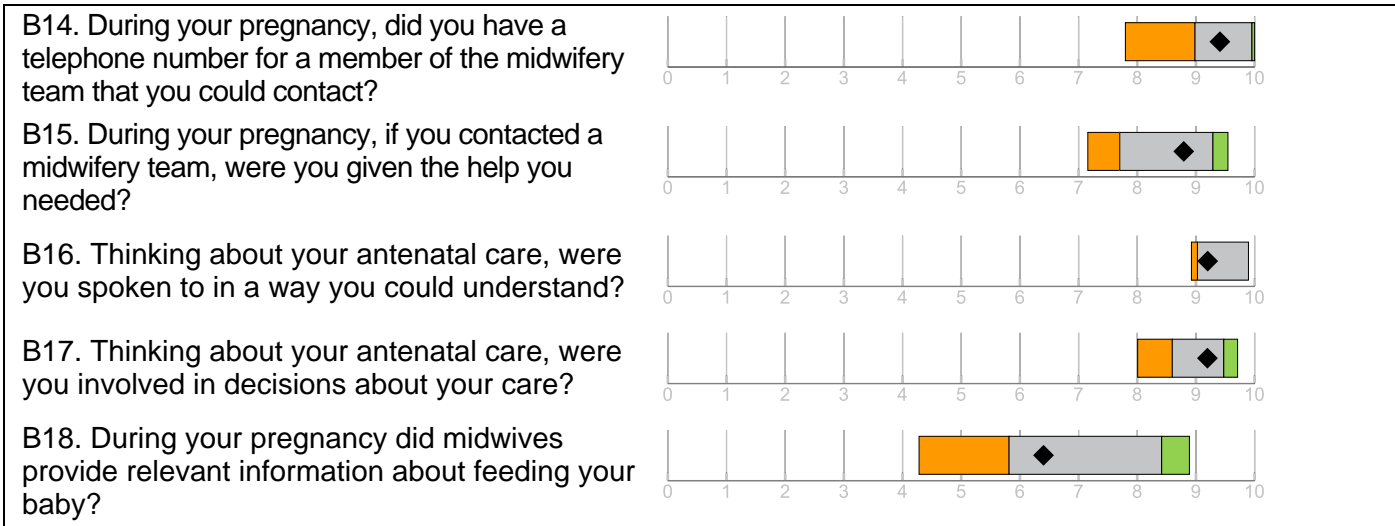 B14. During your pregnancy, did you have a
telephone number for a member of the midwifery
team that you could contact?
0 1 2 3 4 5 6 7 8 9 10
B15. During your pregnancy, if you contacted a
midwifery team, were you given the help you
needed?
0 1 2 3 4 5 6 7 8 9 10
B16. Thinking about your antenatal care, were
you spoken to in a way you could understand?
0 1 2 3 4 5 6 7 8 9 10
B17. Thinking about your antenatal care, were
you involved in decisions about your care?
0 1 2 3 4 5 6 7 8 9 10
B18. During your pregnancy did midwives
provide relevant information about feeding your
baby?
0 1 2 3 4 5 6 7 8 9 10